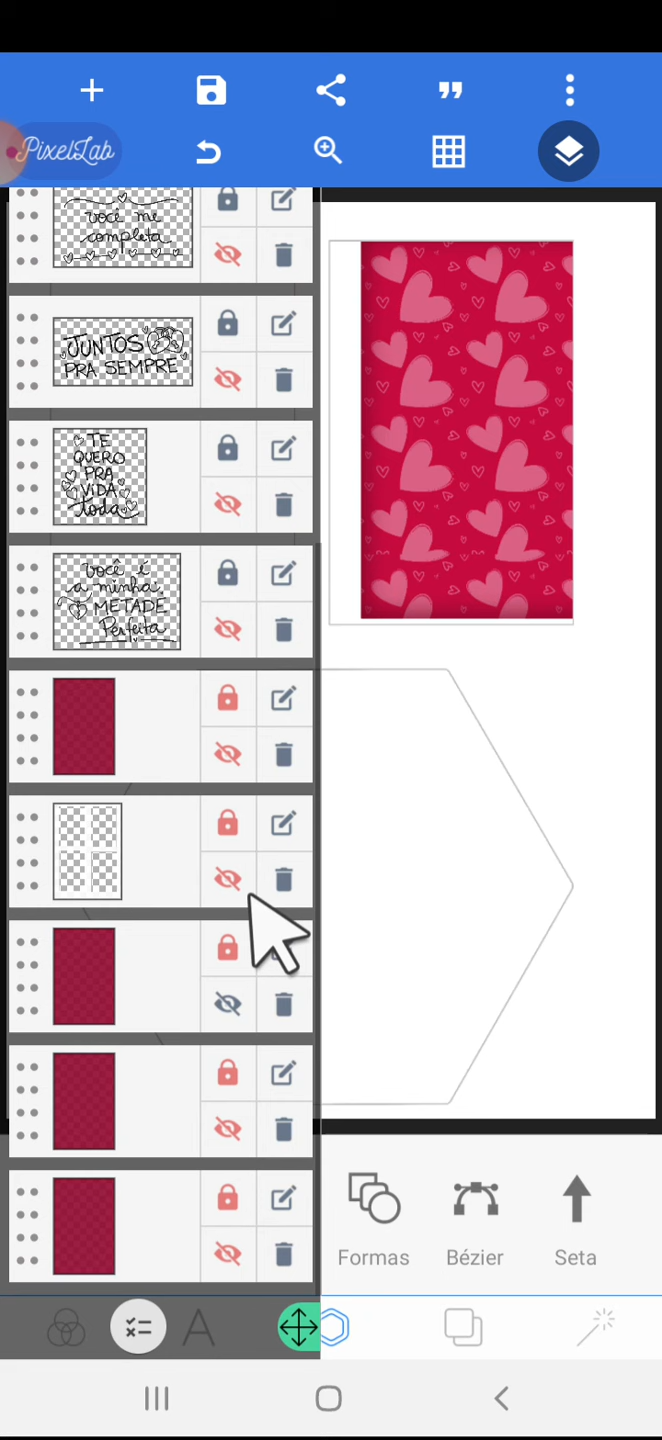 PixelLab
você me
completa
JUNTOS
PRA SEMPRE
TE
QUERO
PRA
ViDA
toda
você é
a minha
METADE
Perfeita
Formas
Bézier
Seta